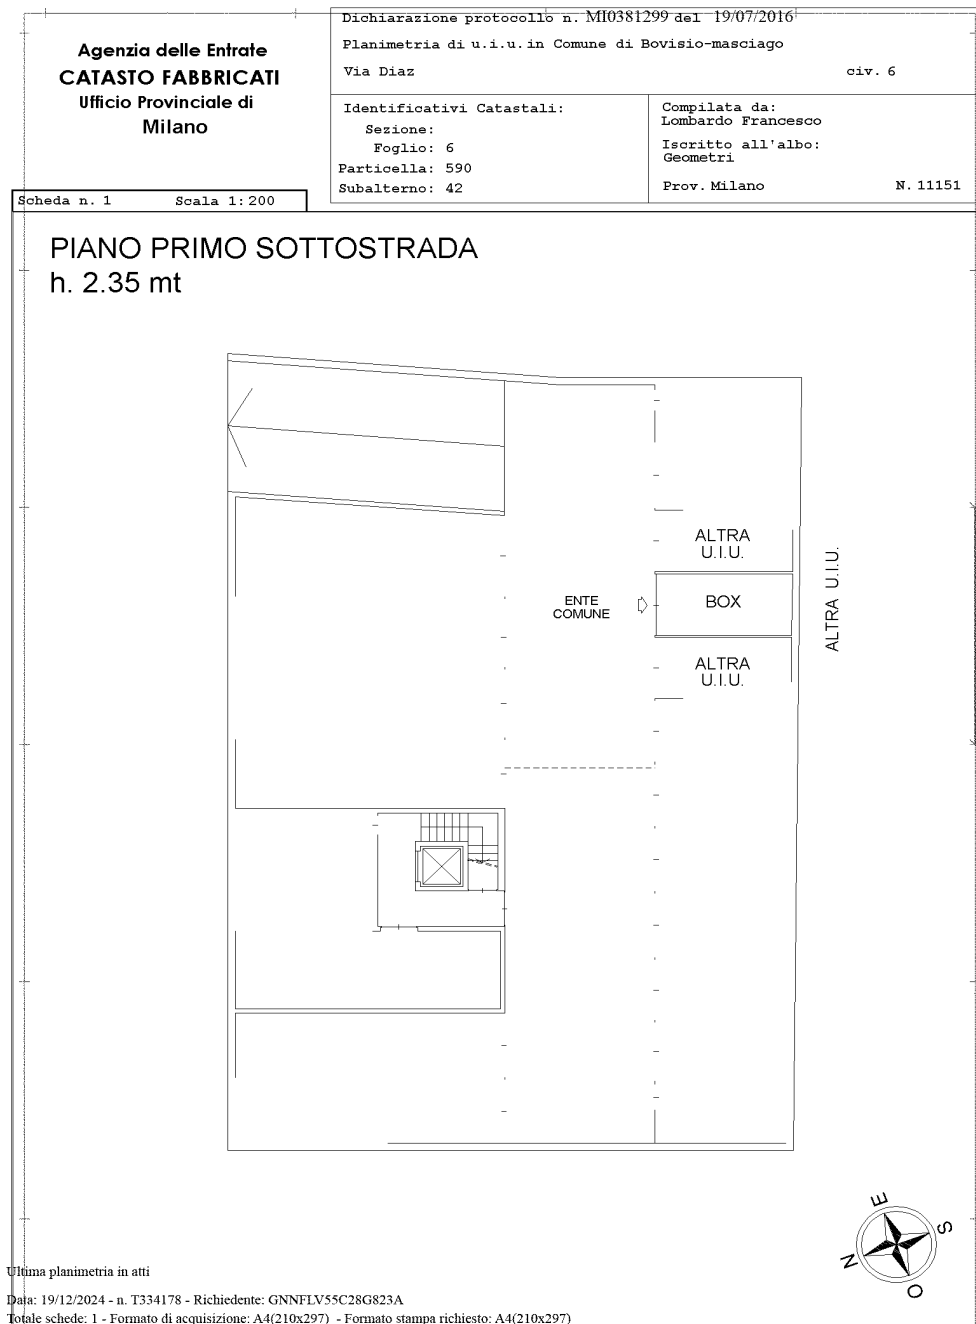 Agenzia delle Entrate
CATASTO FABBRICATI
Ufficio Provinciale di
Milano
Dichiarazione protocollo n. MI0381299 del 19/07/2016
Planimetria di u.i.u. in Comune di Bovisio-masciago
Via Diaz civ. 6
Identificativi Catastali:
Sezione:
Foglio: 6
Particella: 590
Subalterno: 42
Compilata da:
Lombardo Francesco
Iscritto all'albo:
Geometri
Prov. Milano N. 11151
Scheda n. 1 Scala 1:200
PIANO PRIMO SOTTOSTRADA
h. 2.35 mt
ALTRA
U.I.U.
ENTE
COMUNE
BOX
ALTRA U.I.U.
ALTRA
U.I.U.
E
S
N
O
Ultima planimetria in atti
Data: 19/12/2024 - n. T334178 - Richiedente: GNNFLV55C28G823A
Totale schede: 1 - Formato di acquisizione: A4(210x297) - Formato stampa richiesto: A4(210x297)